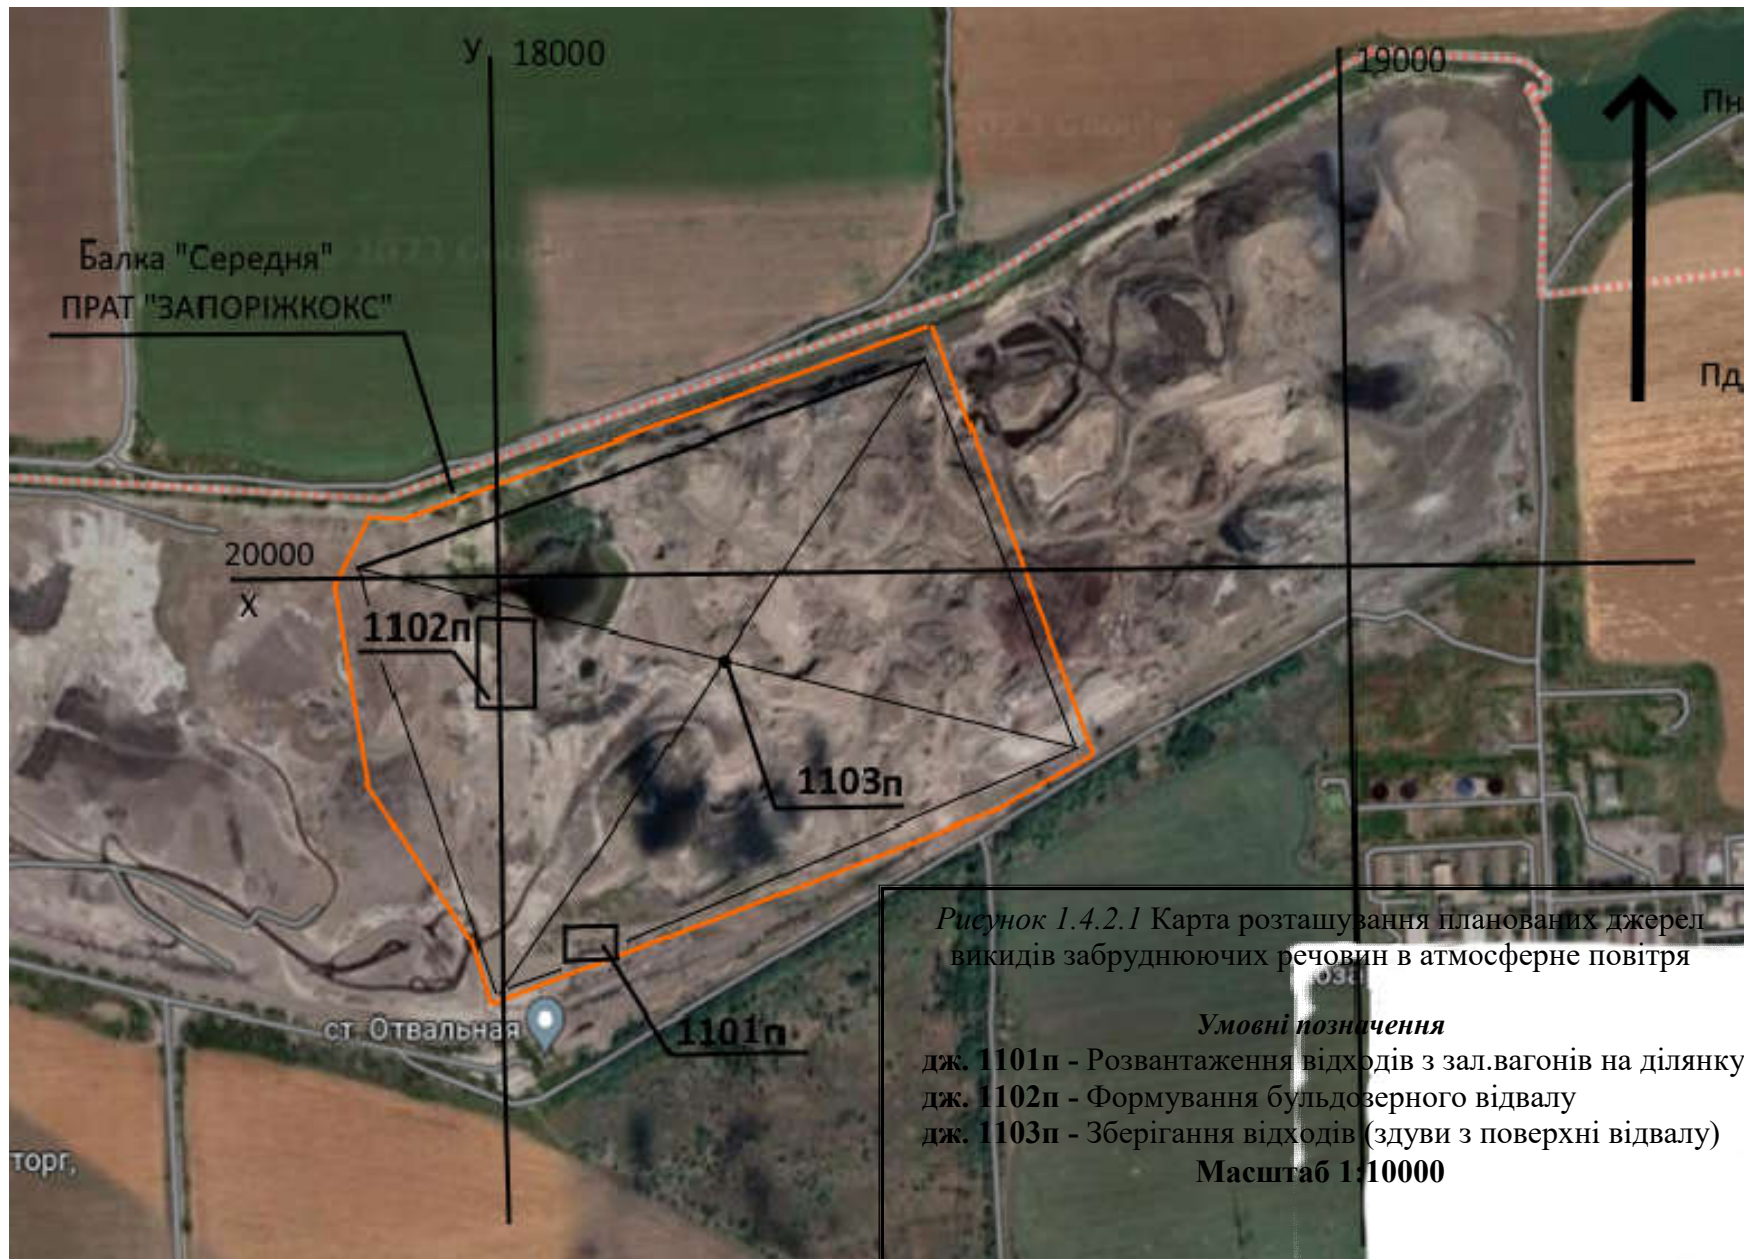 У 18000
19000
Пн
Балка "Середня"
ПРАТ "ЗАПОРІЖКОКС"
Пд
20000
Х
1102п
1103п
1101п
ст. Отвальная
торг,
Рисунок 1.4.2.1 Карта розташування планованих джерел
викидів забруднюючих речовин в атмосферне повітря
Умовні позначення
дж. 1101п - Розвантаження відходів з зал.вагонів на ділянку
дж. 1102п - Формування бульдозерного відвалу
дж. 1103п - Зберігання відходів (здуви з поверхні відвалу)
Масштаб 1:10000